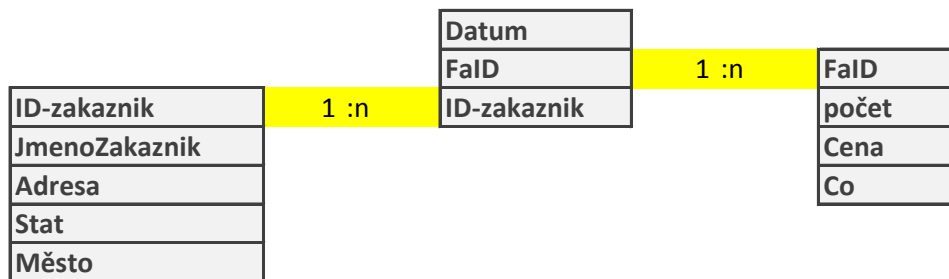 Datum
FaID 1 :n FaID
ID-zakaznik 1 :n ID-zakaznik počet
JmenoZakaznik Cena
Adresa Co
Stat
Město